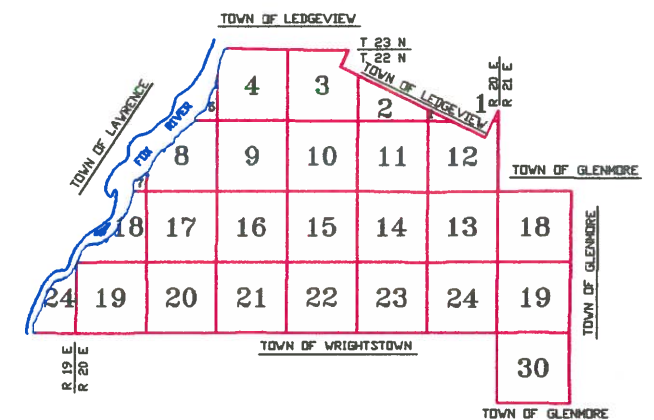 TOWN OF LEDGEVIEW
T 23 N
T 22 N
TOWN OF LEDGEVIEW
R 20 E
R 21 E
TOWN OF LAWRENCE
FOX RIVER
4 3 2 1
8 9 10 11 12
TOWN OF GLENMORE
7
18 17 16 15 14 13 18
TOWN OF GLENMORE
24 19 20 21 22 23 24 19
R 19 E
R 20 E
TOWN OF WRIGHTSTOWN
30
TOWN OF GLENMORE